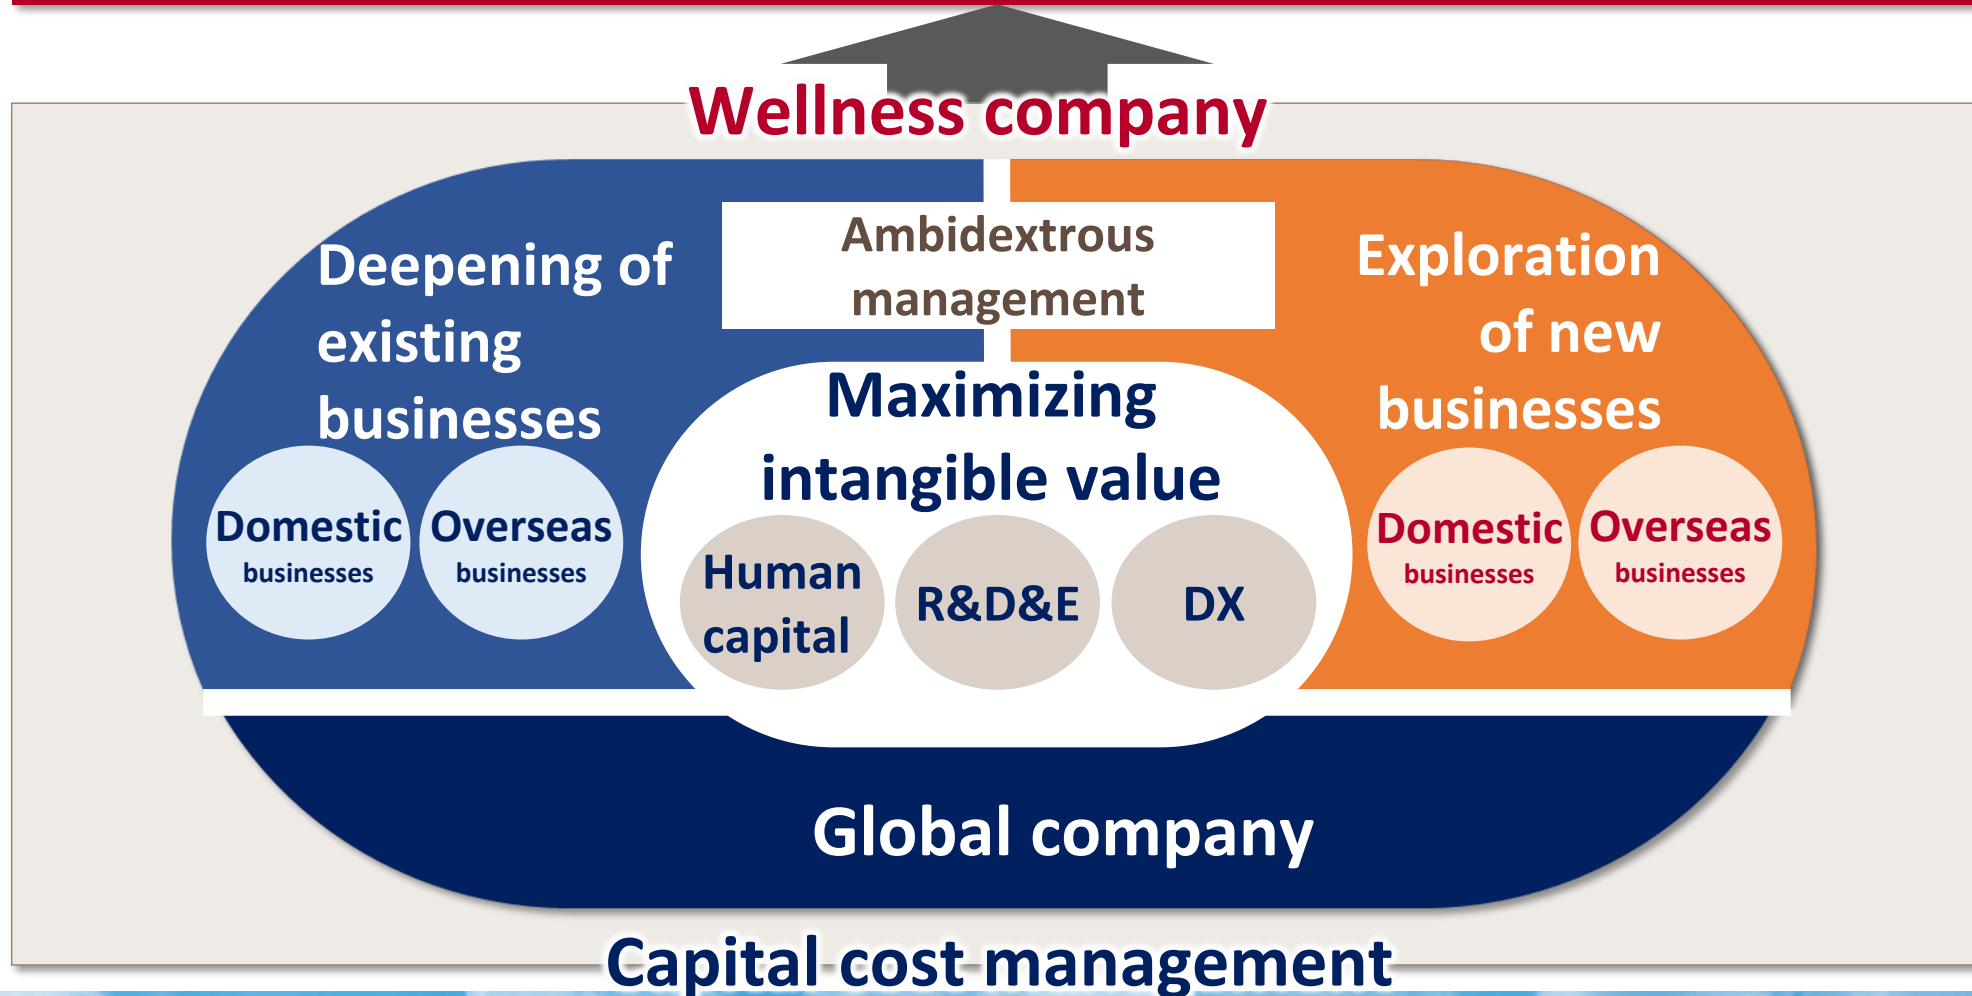 Wellness company
Ambidextrous
management
Deepening of
existing
businesses
Exploration
of new
businesses
Maximizing
intangible value
Domestic
businesses
Overseas
businesses
Human
capital
R&D&E
DX
Domestic
businesses
Overseas
businesses
Global company
Capital cost management